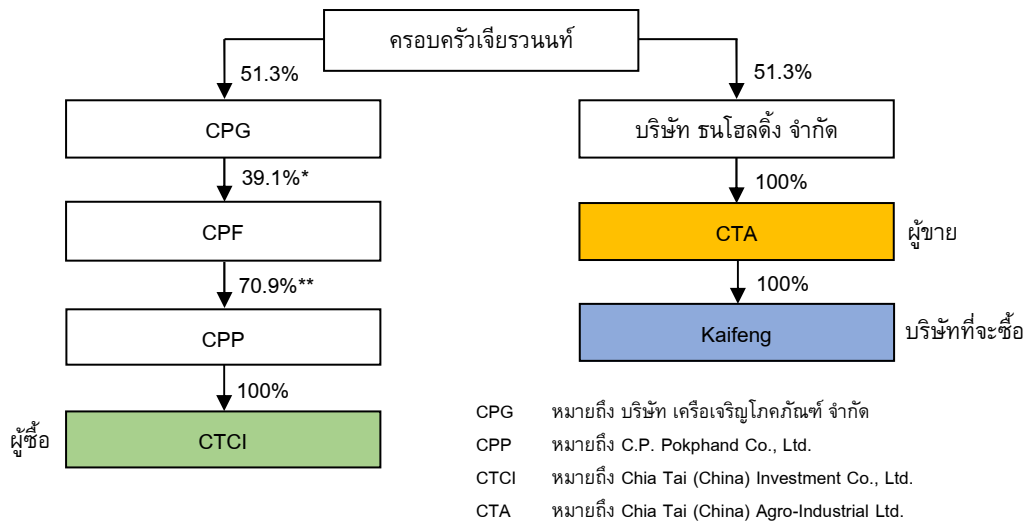 ครอบครัวเจียรวนนท์
51.3%
51.3%
CPG
บริษัท ธนโฮลดิ้ง จำกัด
39.1%*
100%
CPF
CTA
ผู้ขาย
70.9%**
100%
CPP
Kaifeng
บริษัทที่จะซื้อ
100%
ผู้ซื้อ
CTCI
CPG หมายถึง บริษัท เครือเจริญโภคภัณฑ์ จำกัด
CPP หมายถึง C.P. Pokphand Co., Ltd.
CTCI หมายถึง Chia Tai (China) Investment Co., Ltd.
CTA หมายถึง Chia Tai (China) Agro-Industrial Ltd.